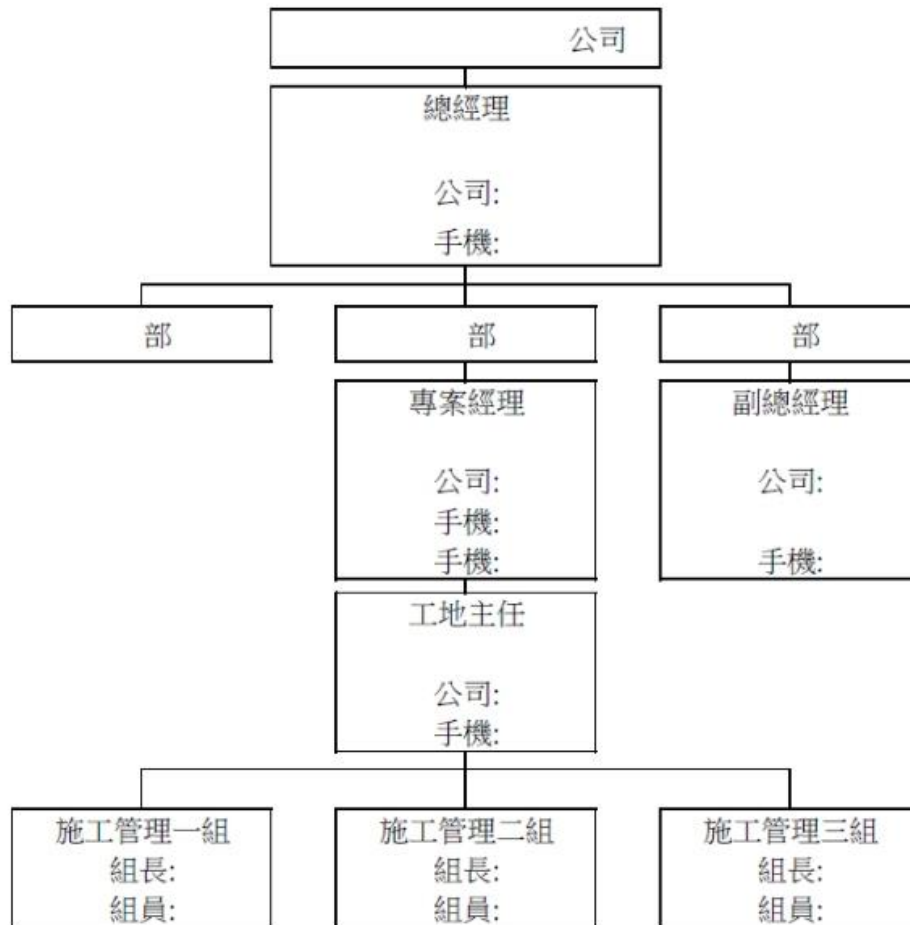 公司
總經理
公司:
手機:
部
部
部
專案經理
公司:
手機:
手機:
副總經理
公司:
手機:
工地主任
公司:
手機:
施工管理一組
組長:
組員:
施工管理二組
組長:
組員:
施工管理三組
組長:
組員: